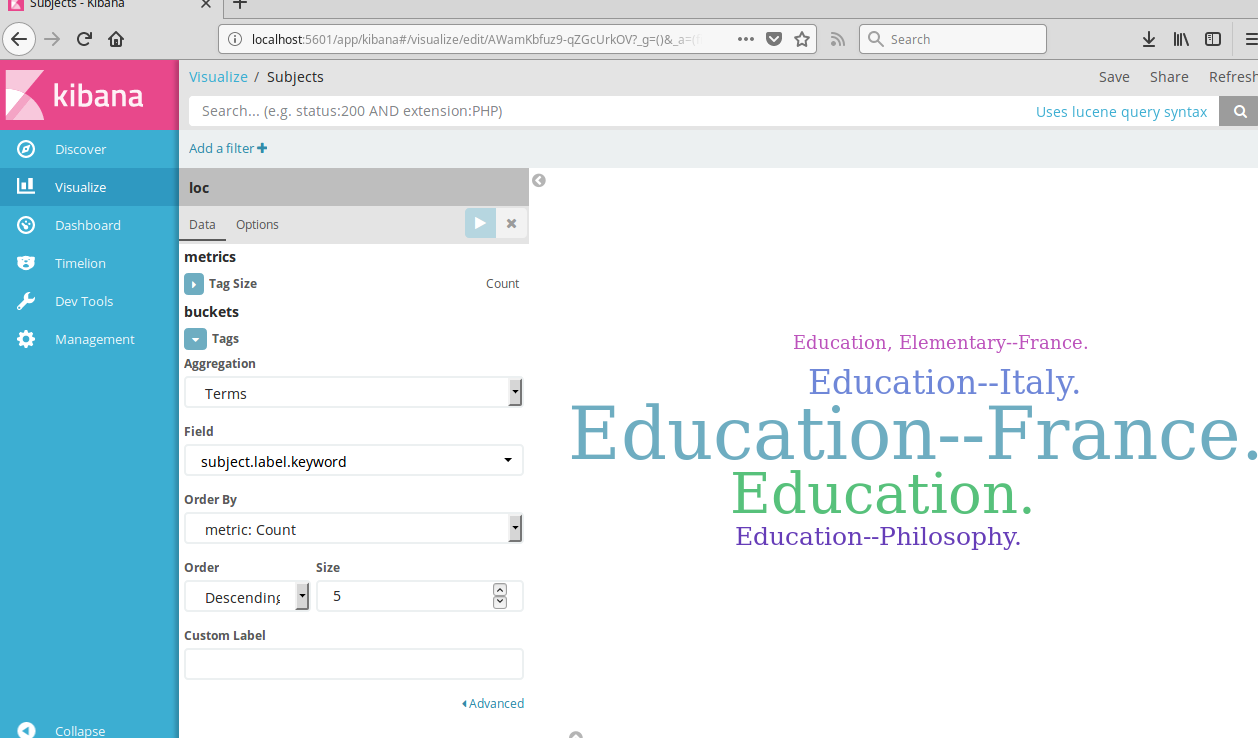 Subjects - Kibana
localhost:5601/app/kibana#/visualize/edit/AWamKbfuz9-qZGcUrkOV?_g=()&_a=(f
Search
kibana
Visualize / Subjects
Save Share Refresh
Search... (e.g. status:200 AND extension:PHP)
Uses lucene query syntax
Add a filter
Discover
Visualize
Dashboard
Timelion
Dev Tools
Management
Collapse
loc
Data Options
metrics
Tag Size Count
buckets
Tags
Aggregation
Terms
Field
subject.label.keyword
Order By
metric: Count
Order Size
Descending 5
Custom Label
Advanced
Education, Elementary--France.
Education--Italy.
Education--France.
Education.
Education--Philosophy.